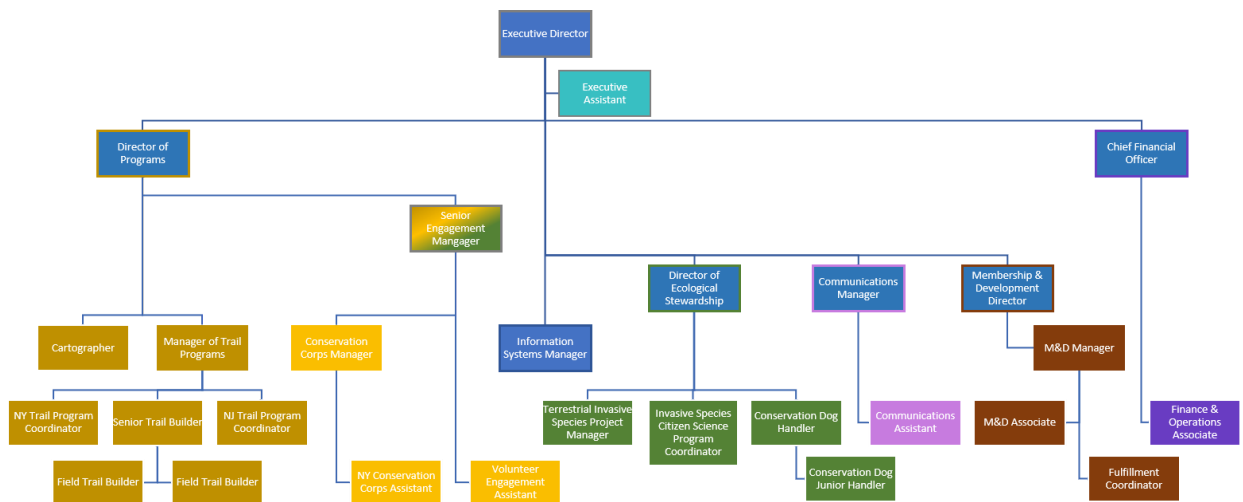 Executive Director
Executive
Assistant
Director of
Programs
Chief Financial
Officer
Senior
Engagement
Mangager
Director of
Ecological
Stewardship
Communications
Manager
Membership &
Development
Director
Cartographer
Manager of Trail
Programs
Conservation
Corps Manager
Information
Systems Manager
M&D Manager
NY Trail Program
Coordinator
Senior Trail Builder
NJ Trail Program
Coordinator
Terrestrial Invasive
Species Project
Manager
Invasive Species
Citizen Science
Program
Coordinator
Conservation Dog
Handler
Communications
Assistant
M&D Associate
Finance &
Operations
Associate
Field Trail Builder
Field Trail Builder
NY Conservation
Corps Assistant
Volunteer
Engagement
Assistant
Conservation Dog
Junior Handler
Fulfillment
Coordinator